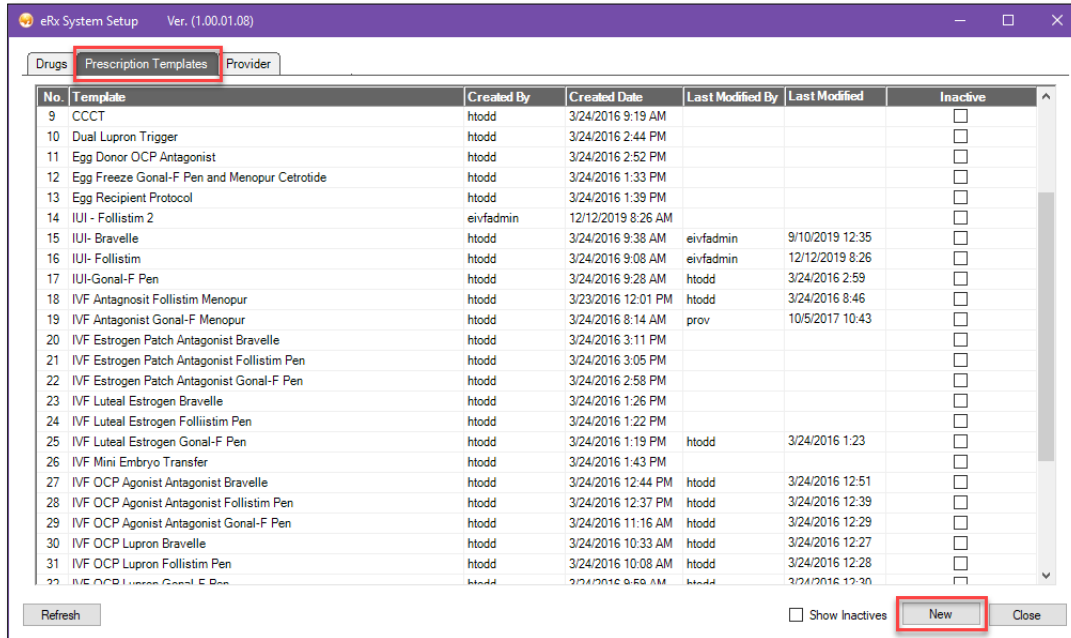 eRx System Setup Ver. (1.00.01.08)
Drugs Prescription Templates Provider
No. Template Created By Created Date Last Modified By Last Modified Inactive
9 CCCT htodd 3/24/2016 9:19 AM
10 Dual Lupron Trigger htodd 3/24/2016 2:44 PM
11 Egg Donor OCP Antagonist htodd 3/24/2016 2:52 PM
12 Egg Freeze Gonal-F Pen and Menopur Cetrotide htodd 3/24/2016 1:33 PM
13 Egg Recipient Protocol htodd 3/24/2016 1:39 PM
14 IUI - Follistim 2 eivfadmin 12/12/2019 8:26 AM
15 IUI- Bravelle htodd 3/24/2016 9:38 AM eivfadmin 9/10/2019 12:35
16 IUI- Follistim htodd 3/24/2016 9:08 AM eivfadmin 12/12/2019 8:26
17 IUI-Gonal-F Pen htodd 3/24/2016 9:28 AM htodd 3/24/2016 2:59
18 IVF Antagnosit Follistim Menopur htodd 3/23/2016 12:01 PM htodd 3/24/2016 8:46
19 IVF Antagonist Gonal-F Menopur htodd 3/24/2016 8:14 AM prov 10/5/2017 10:43
20 IVF Estrogen Patch Antagonist Bravelle htodd 3/24/2016 3:11 PM
21 IVF Estrogen Patch Antagonist Follistim Pen htodd 3/24/2016 3:05 PM
22 IVF Estrogen Patch Antagonist Gonal-F Pen htodd 3/24/2016 2:58 PM
23 IVF Luteal Estrogen Bravelle htodd 3/24/2016 1:26 PM
24 IVF Luteal Estrogen Folliistim Pen htodd 3/24/2016 1:22 PM
25 IVF Luteal Estrogen Gonal-F Pen htodd 3/24/2016 1:19 PM htodd 3/24/2016 1:23
26 IVF Mini Embryo Transfer htodd 3/24/2016 1:43 PM
27 IVF OCP Agonist Antagonist Bravelle htodd 3/24/2016 12:44 PM htodd 3/24/2016 12:51
28 IVF OCP Agonist Antagonist Follistim Pen htodd 3/24/2016 12:37 PM htodd 3/24/2016 12:39
29 IVF OCP Agonist Antagonist Gonal-F Pen htodd 3/24/2016 11:16 AM htodd 3/24/2016 12:29
30 IVF OCP Lupron Bravelle htodd 3/24/2016 10:33 AM htodd 3/24/2016 12:27
31 IVF OCP Lupron Follistim Pen htodd 3/24/2016 10:08 AM htodd 3/24/2016 12:28
32 IVF OCP Lupron Gonal-F Pen htodd 3/24/2016 9:59 AM htodd 3/24/2016 12:30
Refresh Show Inactives New Close